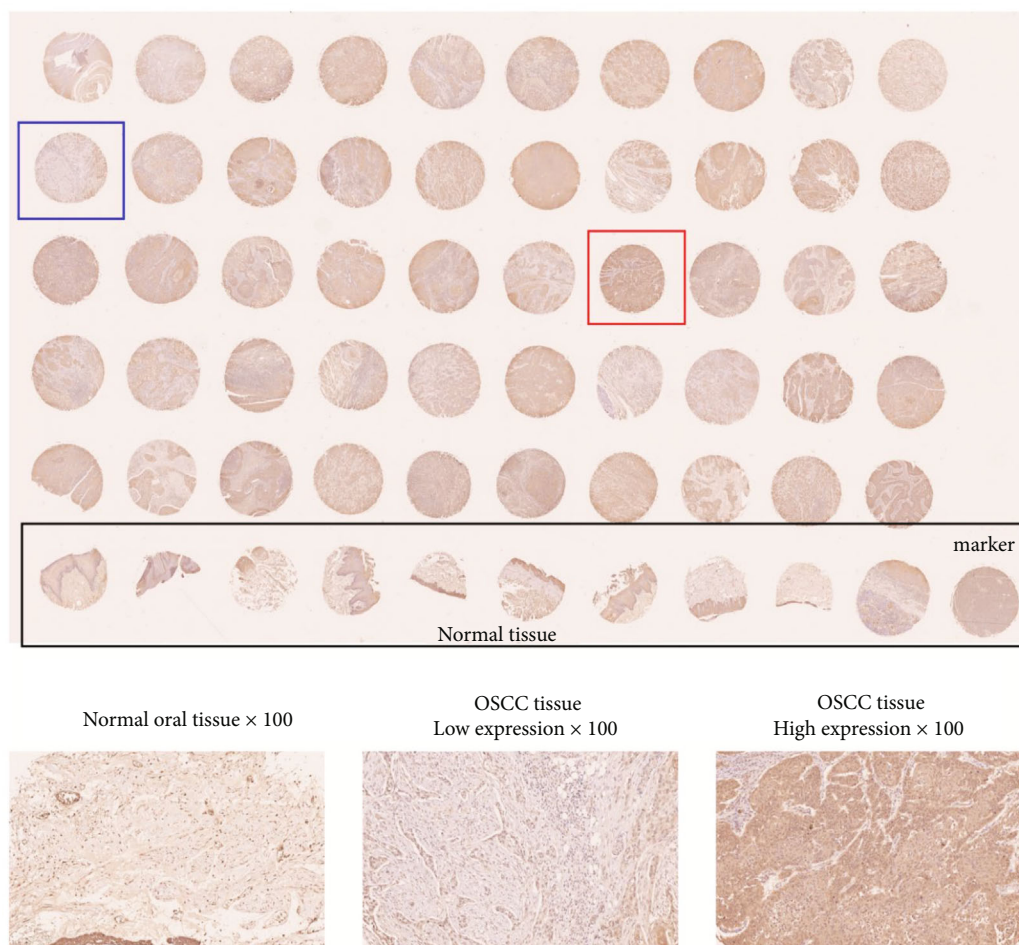 marker
Normal tissue
Normal oral tissue × 100
OSCC tissue
Low expression × 100
OSCC tissue
High expression × 100